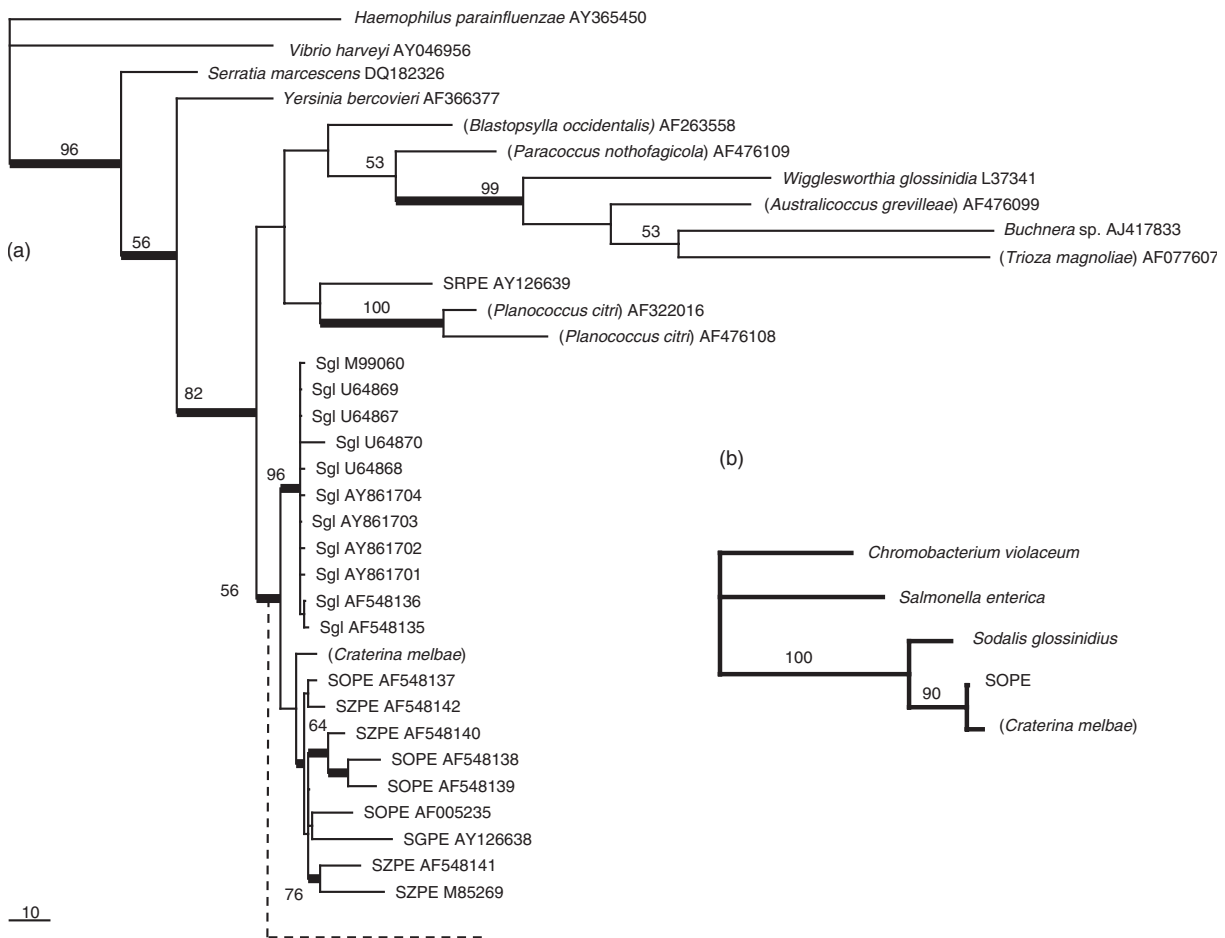 Haemophilus parainfluenzae AY365450
Vibrio harveyi AY046956
Serratia marcescens DQ182326
Yersinia bercovieri AF366377
(Blastopsylla occidentalis) AF263558
96
53
(Paracoccus nothofagicola) AF476109
99
Wigglesworthia glossinidia L37341
(Australicoccus grevilleae) AF476099
(a)
56
53
Buchnera sp. AJ417833
(Trioza magnoliae) AF077607
SRPE AY126639
100
(Planococcus citri) AF322016
(Planococcus citri) AF476108
Sgl M99060
82
Sgl U64869
Sgl U64867
Sgl U64870
96
Sgl U64868
Sgl AY861704
Sgl AY861703
Sgl AY861702
Sgl AY861701
56
Sgl AF548136
Sgl AF548135
(Craterina melbae)
SOPE AF548137
SZPE AF548142
64
SZPE AF548140
SOPE AF548138
SOPE AF548139
SOPE AF005235
SGPE AY126638
SZPE AF548141
76
SZPE M85269
10
(b)
Chromobacterium violaceum
Salmonella enterica
Sodalis glossinidius
100
SOPE
90
(Craterina melbae)